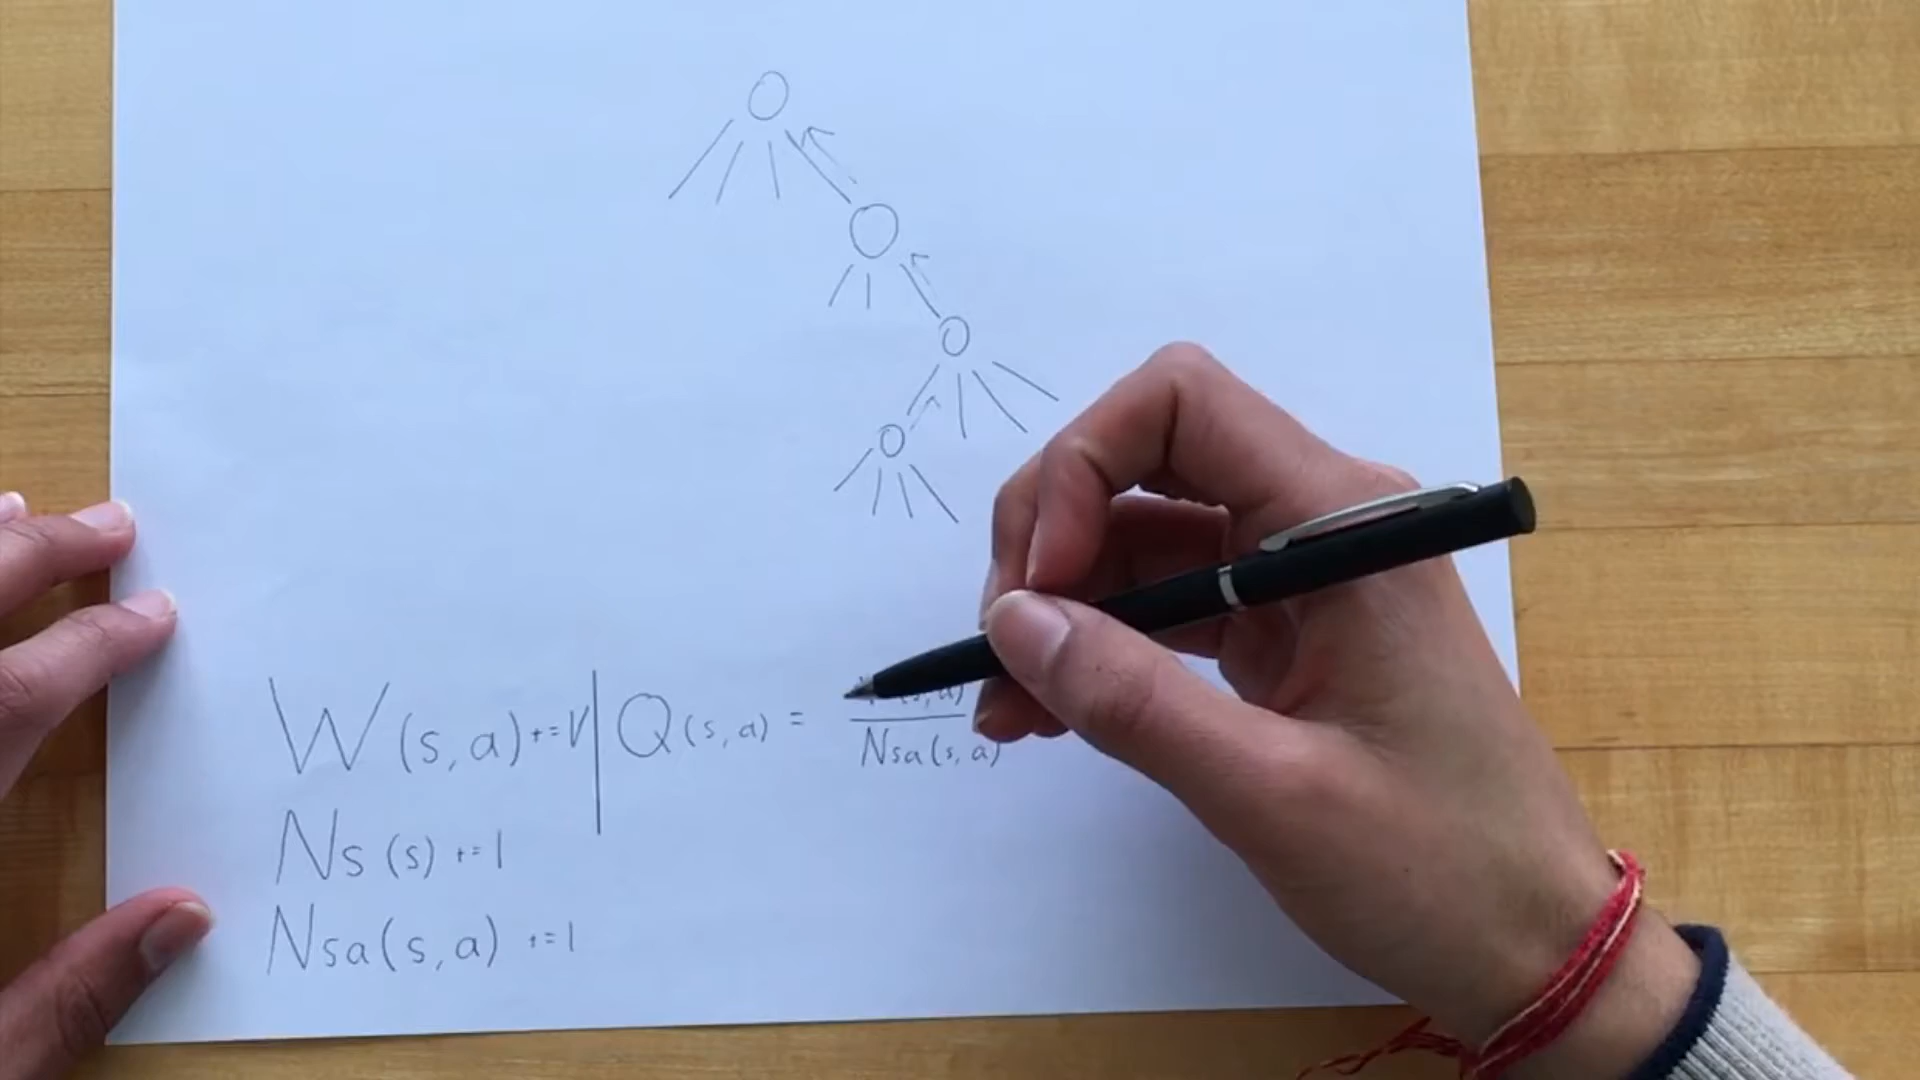 W(s,a) += V | Q(s,a) = (s,a) / Nsa(s,a)
Ns(s) += 1
Nsa(s,a) += 1